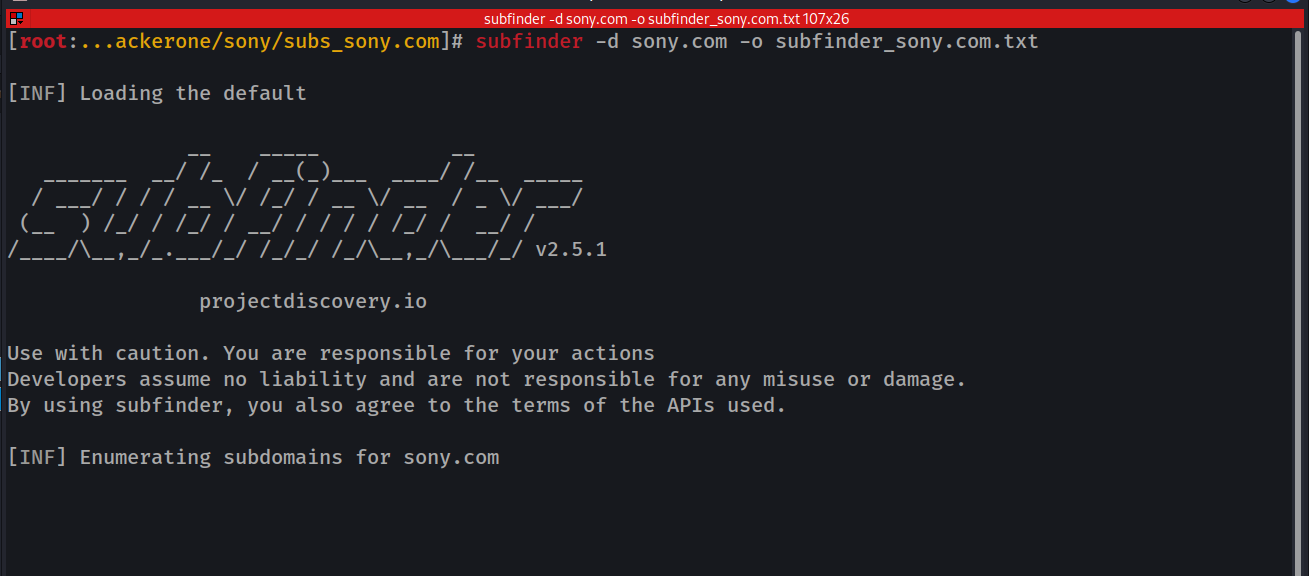 subfinder -d sony.com -o subfinder_sony.com.txt 107x26
[root:...ackerone/sony/subs_sony.com]# subfinder -d sony.com -o subfinder_sony.com.txt
[INF] Loading the default
               __    _____           __
   _______  __/ /_  / __(_)___  ____/ /__  _____
  / ___/ / / / __ \/ /_/ / __ \/ __  / _ \/ ___/
 (__  ) /_/ / /_/ / __/ / / / / /_/ /  __/ /
/____/\__,_/_.___/_/ /_/_/ /_/\__,_/\___/_/ v2.5.1
projectdiscovery.io
Use with caution. You are responsible for your actions
Developers assume no liability and are not responsible for any misuse or damage.
By using subfinder, you also agree to the terms of the APIs used.
[INF] Enumerating subdomains for sony.com